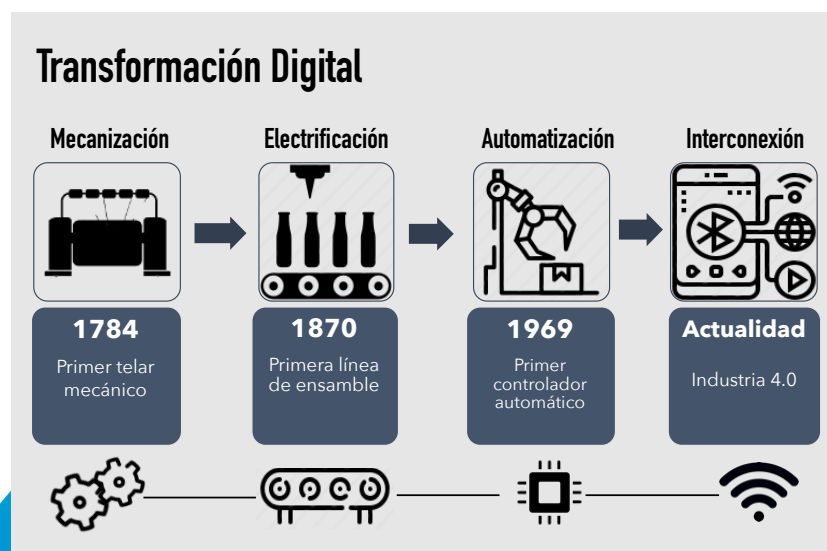 Transformación Digital
Mecanización
Electrificación
Automatización
Interconexión
1784
Primer telar
mecánico
1870
Primera línea
de ensamble
1969
Primer
controlador
automático
Actualidad
Industria 4.0